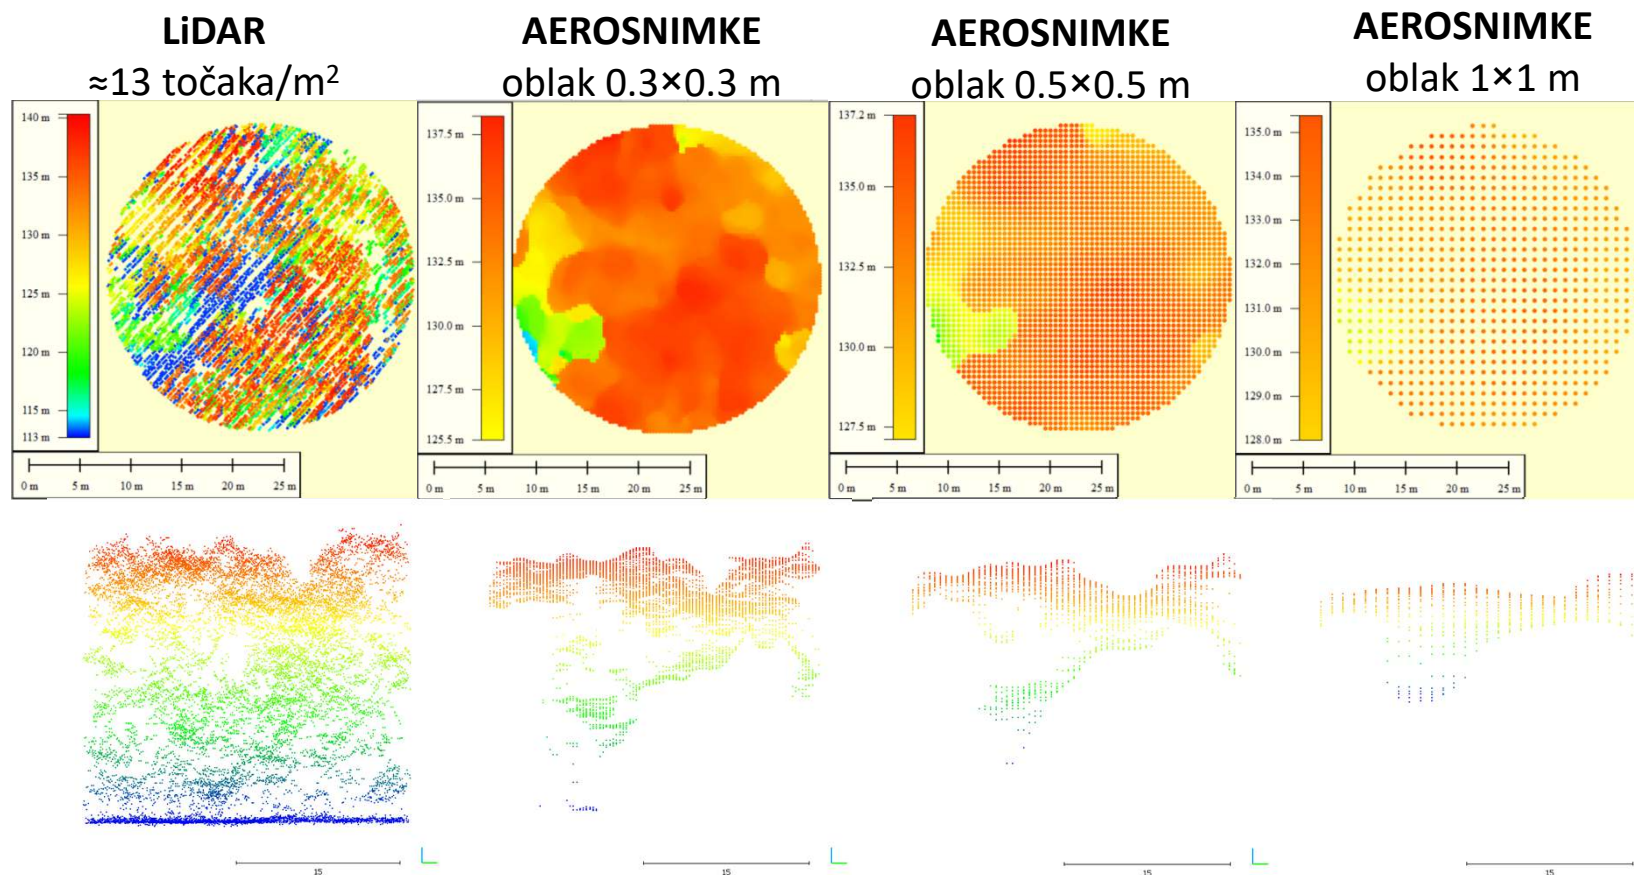 LiDAR
≈13 točaka/m²
AEROSNIMKE
oblak 0.3×0.3 m
AEROSNIMKE
oblak 0.5×0.5 m
AEROSNIMKE
oblak 1×1 m
140 m
135 m
130 m
125 m
120 m
115 m
113 m
0 m 5 m 10 m 15 m 20 m 25 m
137.5 m
135.0 m
132.5 m
130.0 m
127.5 m
125.5 m
0 m 5 m 10 m 15 m 20 m 25 m
137.2 m
135.0 m
132.5 m
130.0 m
127.5 m
0 m 5 m 10 m 15 m 20 m 25 m
135.0 m
134.0 m
133.0 m
132.0 m
131.0 m
130.0 m
129.0 m
128.0 m
0 m 5 m 10 m 15 m 20 m 25 m
15
15
15
15